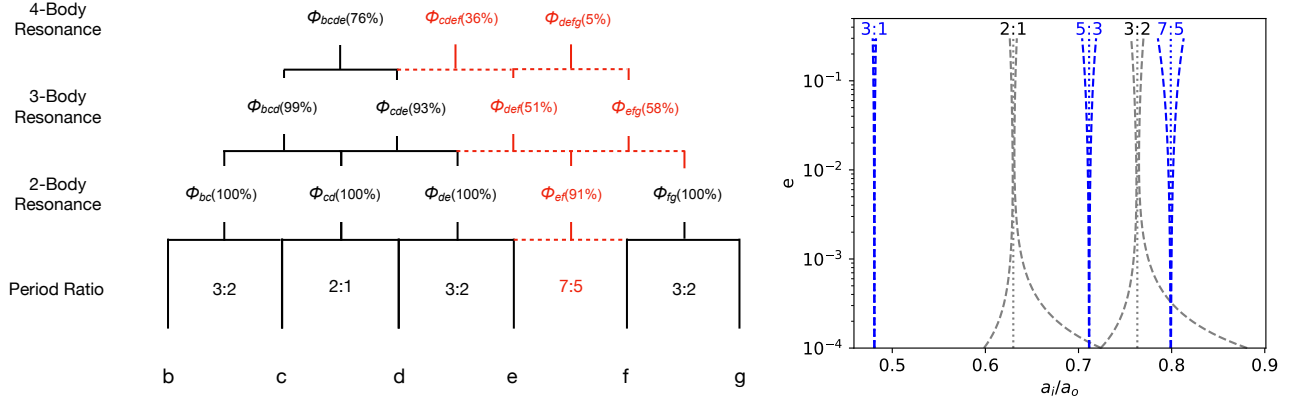 4-Body
Resonance
Φbcde(76%) Φcdef(36%) Φdefg(5%)
3-Body
Resonance
Φbcd(99%) Φcde(93%) Φdef(51%) Φefg(58%)
2-Body
Resonance
Φbc(100%) Φcd(100%) Φde(100%) Φef(91%) Φfg(100%)
Period Ratio 3:2 2:1 3:2 7:5 3:2
b c d e f g
3:1 2:1 5:3 3:2 7:5
10⁻¹
10⁻²
10⁻³
10⁻⁴
e
0.5 0.6 0.7 0.8 0.9
ai/ao